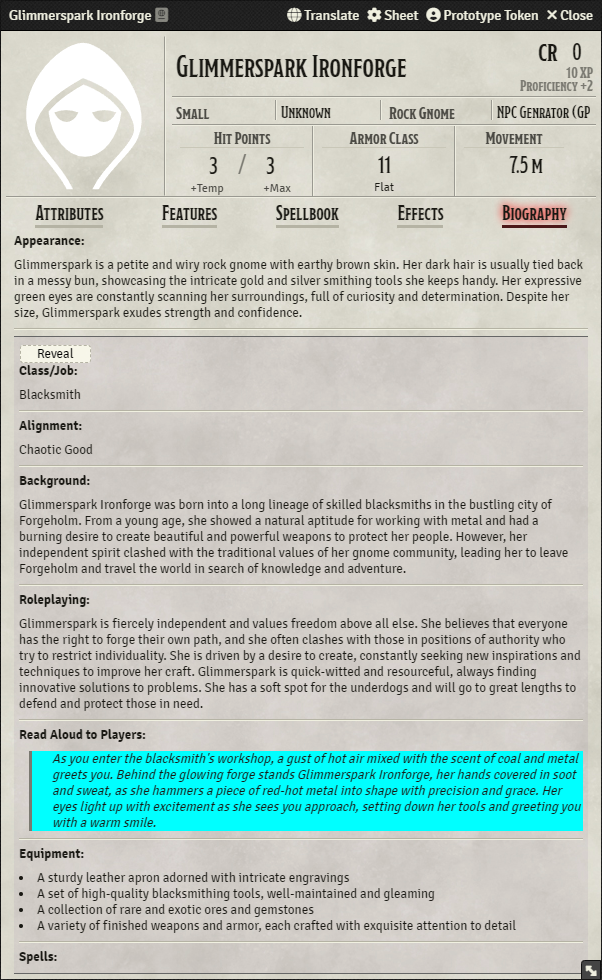 Glimmerspark Ironforge Translate Sheet Prototype Token Close
Glimmerspark Ironforge
CR 0
10 XP
Proficiency +2
Small Unknown Rock Gnome NPC Genrator (GP
Hit Points Armor Class Movement
3 / 3 11 7.5 m
+Temp +Max Flat
Attributes Features Spellbook Effects Biography
Appearance:
Glimmerspark is a petite and wiry rock gnome with earthy brown skin. Her dark hair is usually tied back
in a messy bun, showcasing the intricate gold and silver smithing tools she keeps handy. Her expressive
green eyes are constantly scanning her surroundings, full of curiosity and determination. Despite her
size, Glimmerspark exudes strength and confidence.
Reveal
Class/Job:
Blacksmith
Alignment:
Chaotic Good
Background:
Glimmerspark Ironforge was born into a long lineage of skilled blacksmiths in the bustling city of
Forgeholm. From a young age, she showed a natural aptitude for working with metal and had a
burning desire to create beautiful and powerful weapons to protect her people. However, her
independent spirit clashed with the traditional values of her gnome community, leading her to leave
Forgeholm and travel the world in search of knowledge and adventure.
Roleplaying:
Glimmerspark is fiercely independent and values freedom above all else. She believes that everyone
has the right to forge their own path, and she often clashes with those in positions of authority who
try to restrict individuality. She is driven by a desire to create, constantly seeking new inspirations and
techniques to improve her craft. Glimmerspark is quick-witted and resourceful, always finding
innovative solutions to problems. She has a soft spot for the underdogs and will go to great lengths to
defend and protect those in need.
Read Aloud to Players:
As you enter the blacksmith's workshop, a gust of hot air mixed with the scent of coal and metal
greets you. Behind the glowing forge stands Glimmerspark Ironforge, her hands covered in soot
and sweat, as she hammers a piece of red-hot metal into shape with precision and grace. Her
eyes light up with excitement as she sees you approach, setting down her tools and greeting you
with a warm smile.
Equipment:
• A sturdy leather apron adorned with intricate engravings
• A set of high-quality blacksmithing tools, well-maintained and gleaming
• A collection of rare and exotic ores and gemstones
• A variety of finished weapons and armor, each crafted with exquisite attention to detail
Spells: